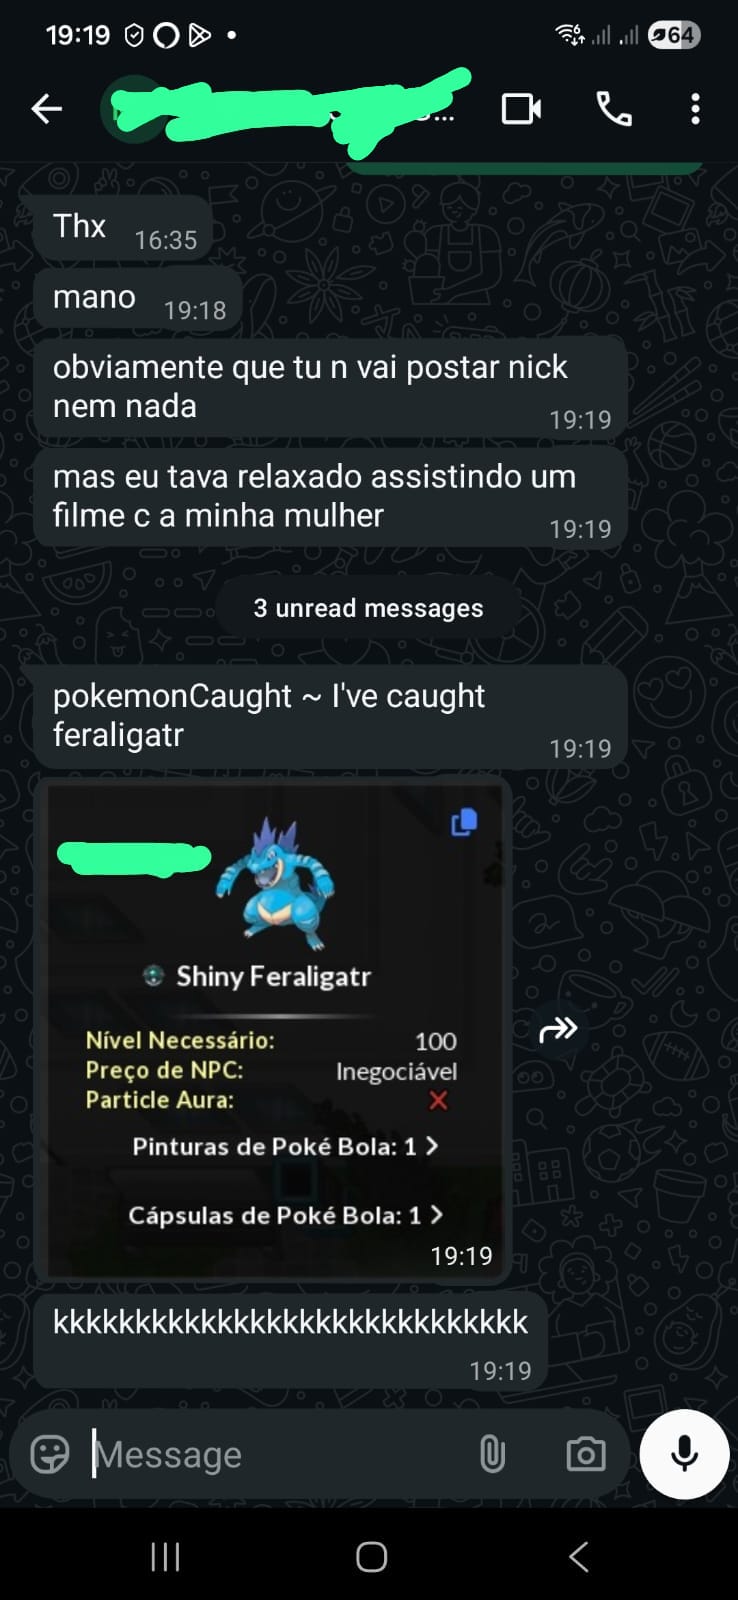 19:19
64
...
Thx 16:35
mano 19:18
obviamente que tu n vai postar nick
nem nada 19:19
mas eu tava relaxado assistindo um
filme c a minha mulher 19:19
3 unread messages
pokemonCaught ~ I've caught
feraligatr 19:19
Shiny Feraligatr
Nível Necessário: 100
Preço de NPC: Inegociável
Particle Aura:
Pinturas de Poké Bola: 1
Cápsulas de Poké Bola: 1
19:19
kkkkkkkkkkkkkkkkkkkkkkkkkkkkk
19:19
Message